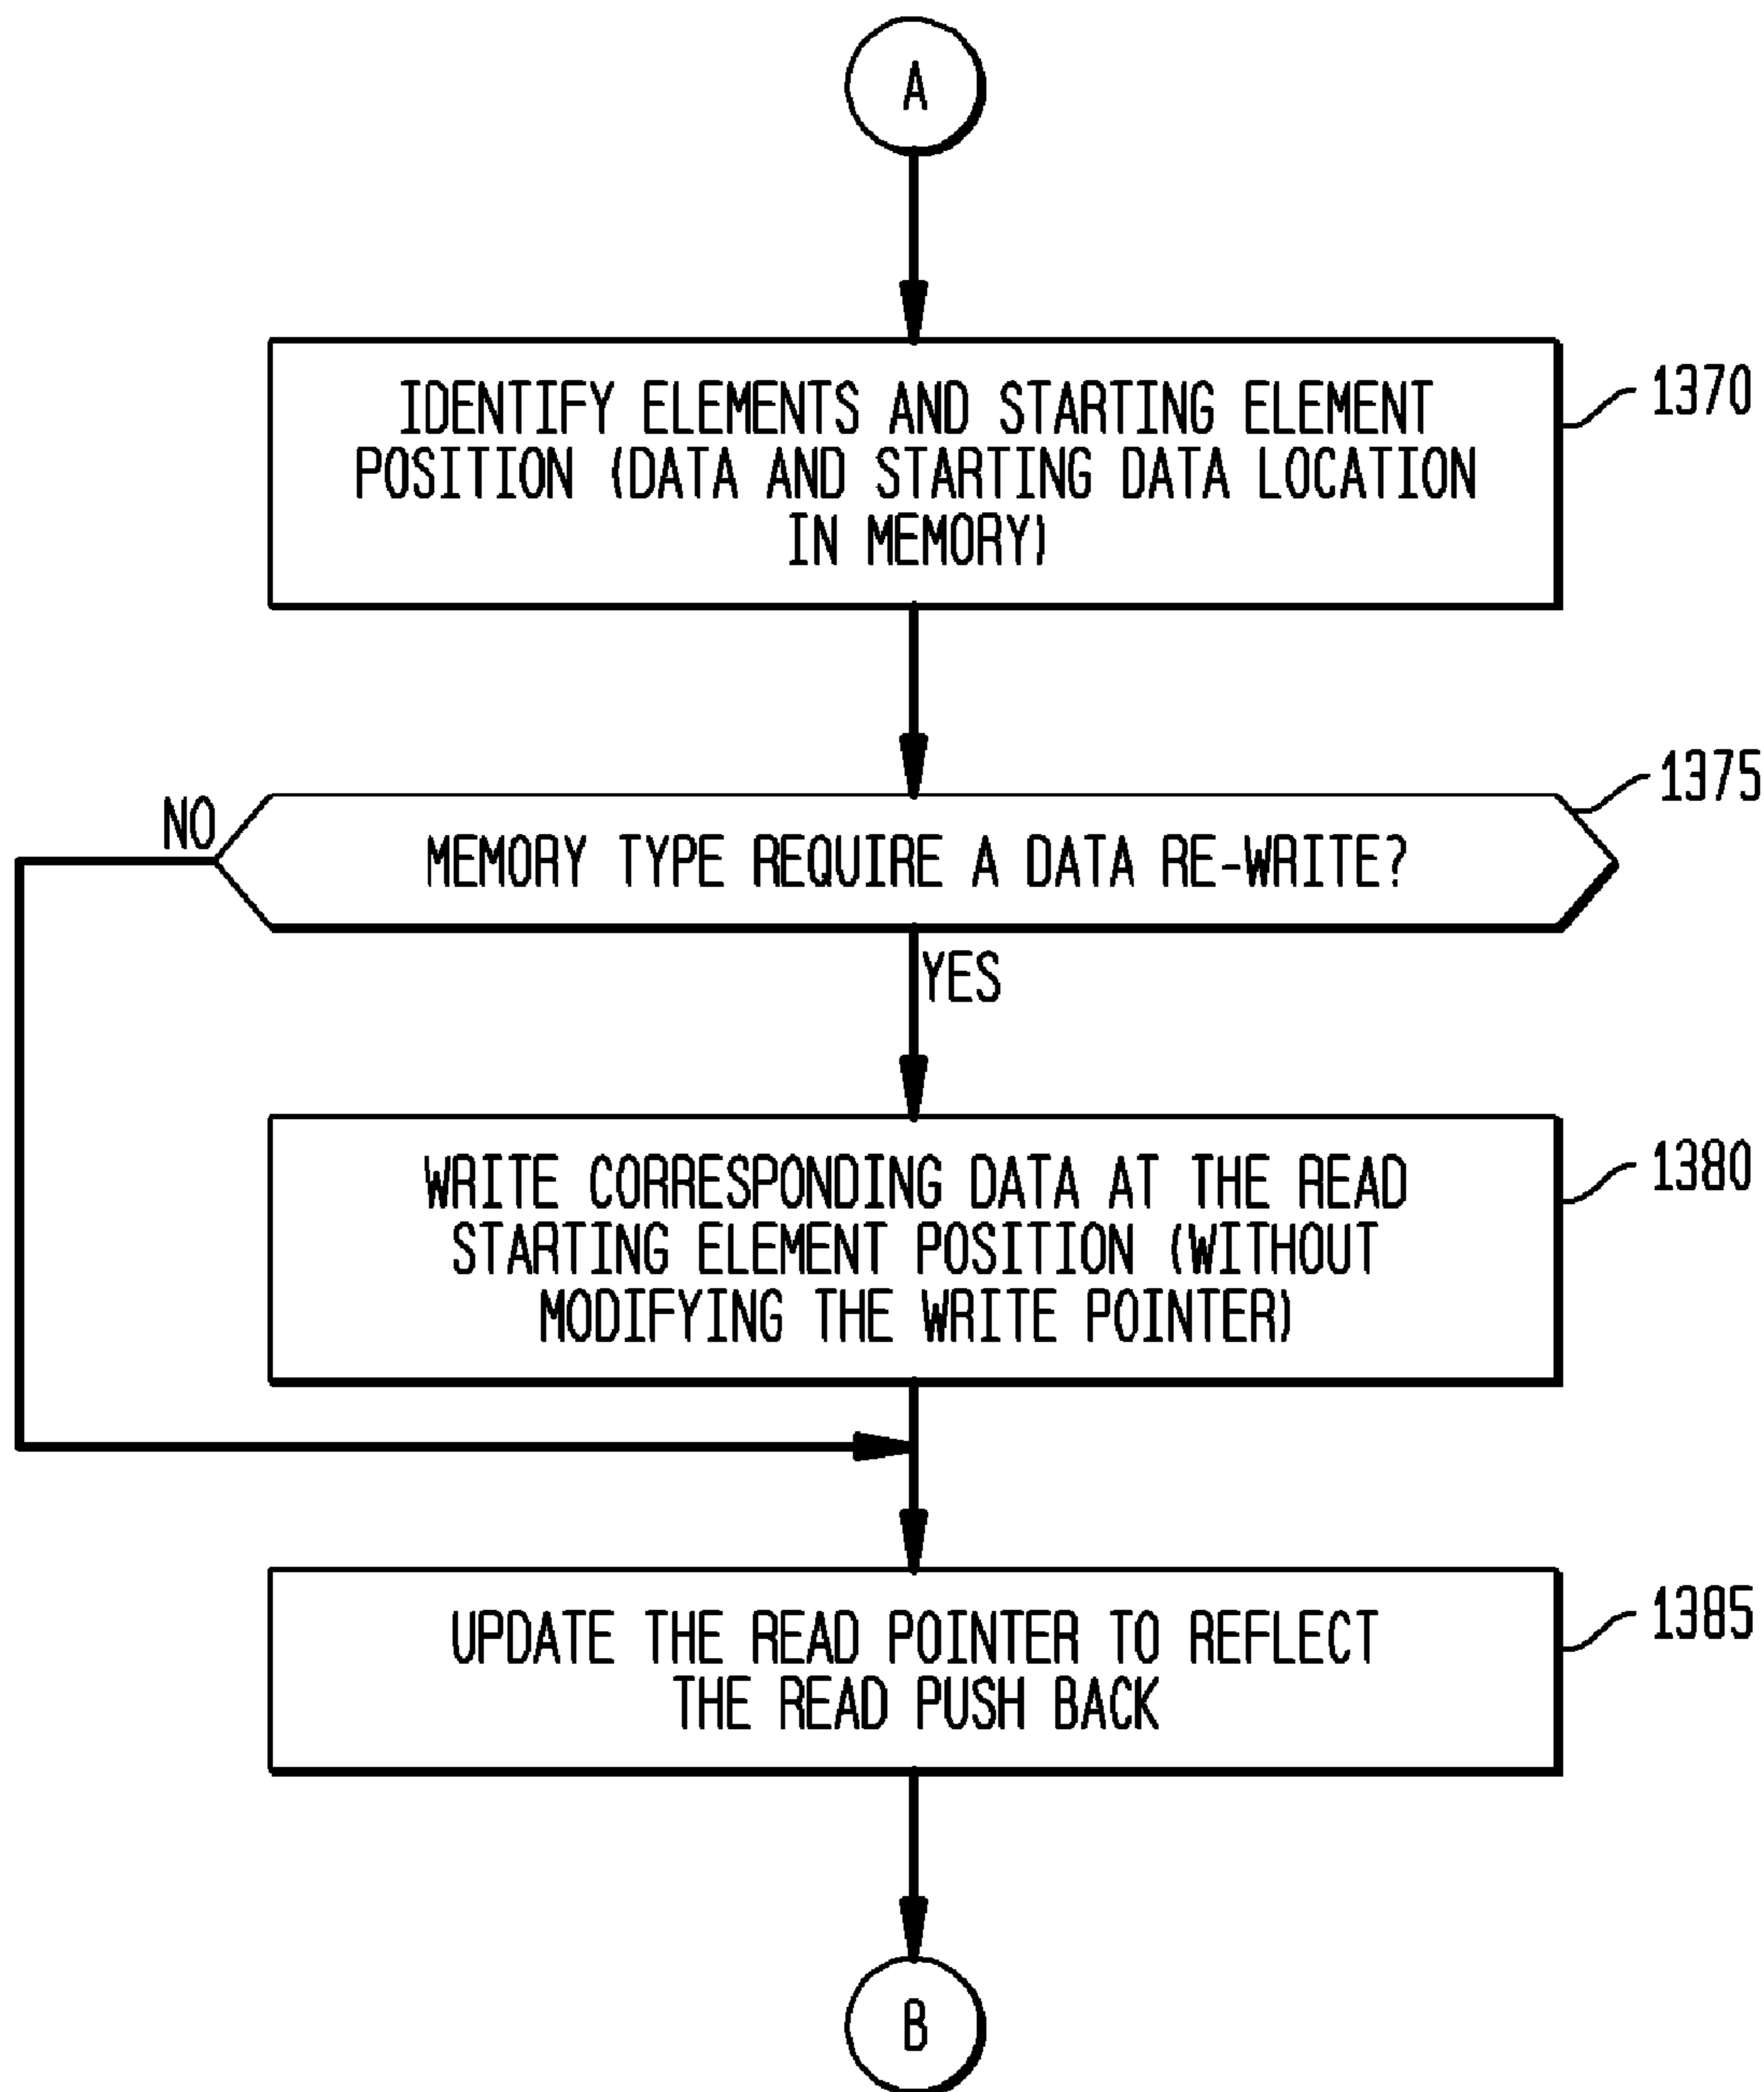 A
IDENTIFY ELEMENTS AND STARTING ELEMENT
POSITION (DATA AND STARTING DATA LOCATION
IN MEMORY)
1370
1375
NO
MEMORY TYPE REQUIRE A DATA RE-WRITE?
YES
WRITE CORRESPONDING DATA AT THE READ
STARTING ELEMENT POSITION (WITHOUT
MODIFYING THE WRITE POINTER)
1380
UPDATE THE READ POINTER TO REFLECT
THE READ PUSH BACK
1385
B